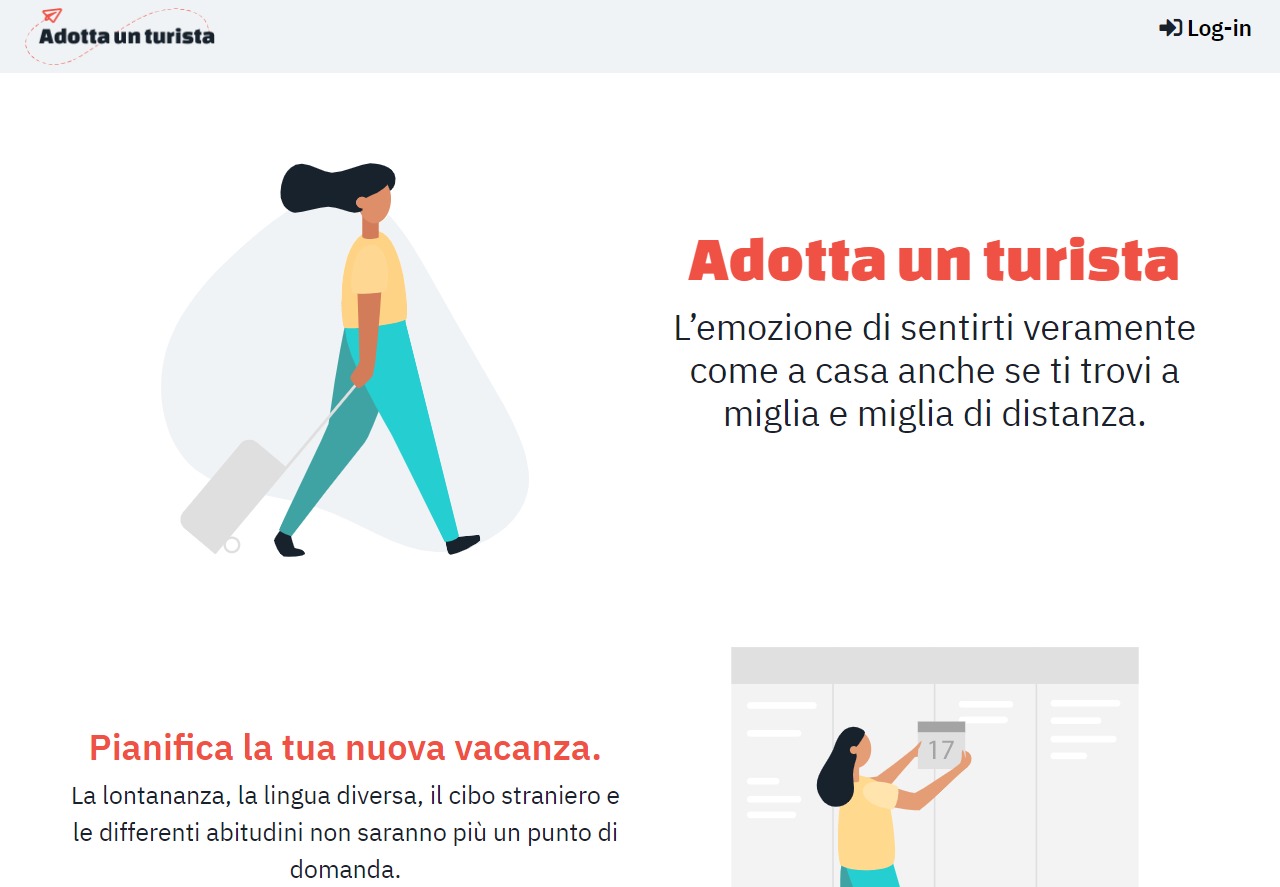 Adotta un turista
Log-in
Adotta un turista
L’emozione di sentirti veramente
come a casa anche se ti trovi a
miglia e miglia di distanza.
Pianifica la tua nuova vacanza.
La lontananza, la lingua diversa, il cibo straniero e
le differenti abitudini non saranno più un punto di
domanda.
17